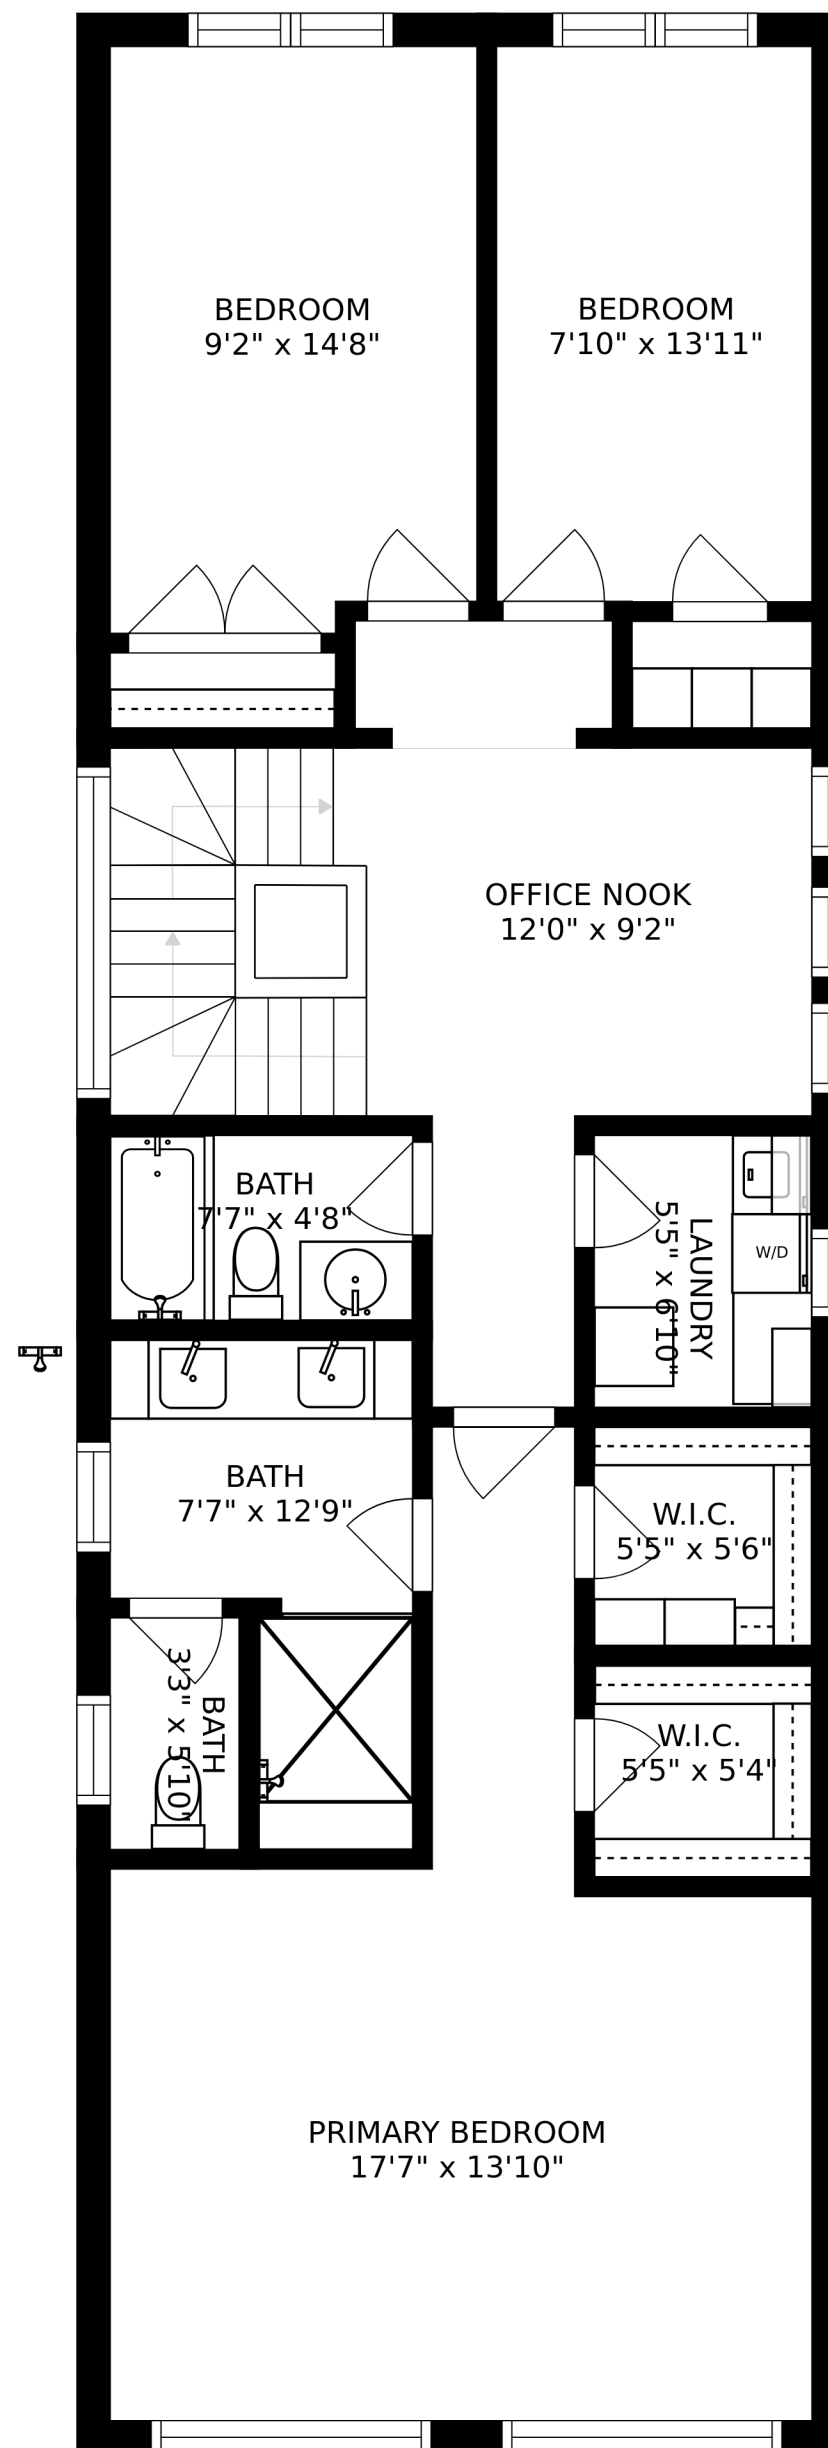 BEDROOM
9'2" x 14'8"
BEDROOM
7'10" x 13'11"
OFFICE NOOK
12'0" x 9'2"
BATH
7'7" x 4'8"
LAUNDRY
5'5" x 6'10"
W/D
BATH
7'7" x 12'9"
W.I.C.
5'5" x 5'6"
BATH
3'3" x 5'10"
W.I.C.
5'5" x 5'4"
PRIMARY BEDROOM
17'7" x 13'10"